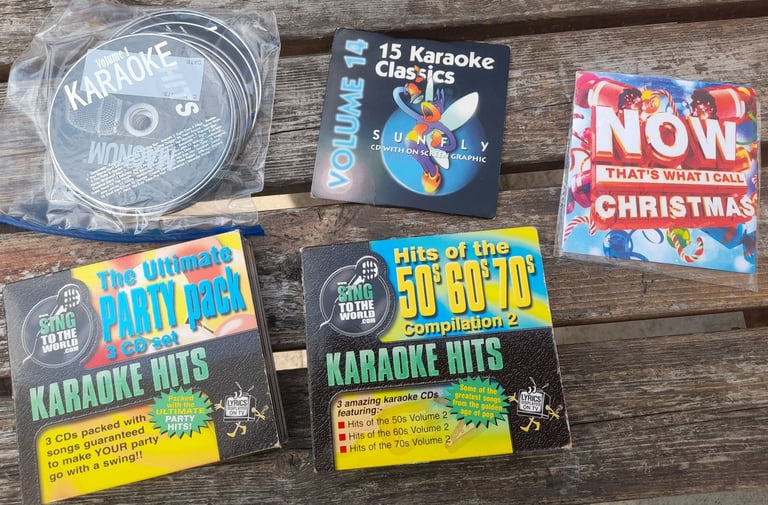 Volume 1
KARAOKE
MAGNUM
VOLUME 14
15 Karaoke
Classics
SUNFLY
CD WITH ON SCREEN GRAPHIC
NOW
THAT'S WHAT I CALL
CHRISTMAS
SING
TO THE
WORLD
.COM
The Ultimate
PARTY pack
3 CD set
KARAOKE HITS
Packed
with the
ULTIMATE
PARTY
HITS!
LYRICS
DISPLAYED
ON TV
3 CDs packed with
songs guaranteed
to make YOUR party
go with a swing!!
SING
TO THE
WORLD
.COM
Hits of the
50s 60s 70s
Compilation 2
KARAOKE HITS
3 amazing karaoke CDs
featuring:
Hits of the 50s Volume 2
Hits of the 60s Volume 2
Hits of the 70s Volume 2
Some of the
greatest songs
from the golden
age of pop
LYRICS
DISPLAYED
ON TV